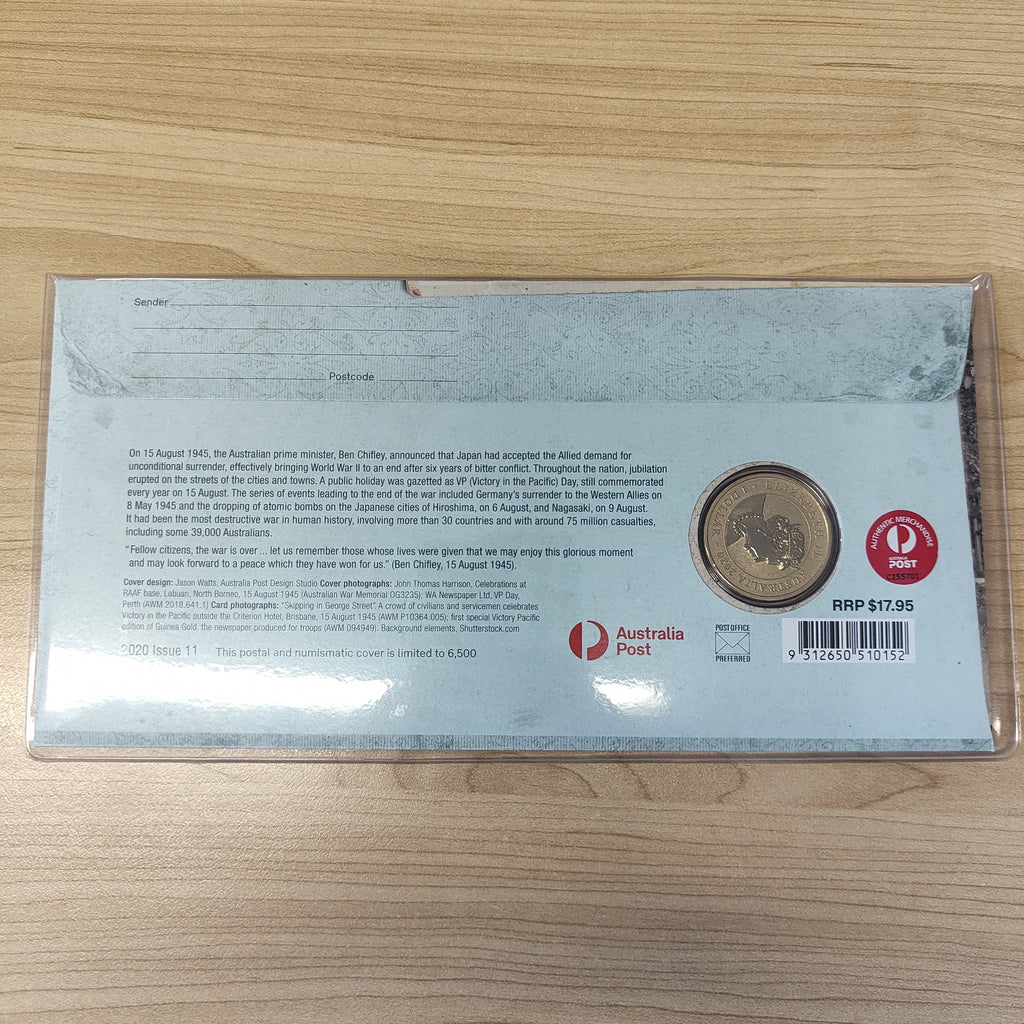 Sender
Postcode
On 15 August 1945, the Australian prime minister, Ben Chifley, announced that Japan had accepted the Allied demand for
unconditional surrender, effectively bringing World War II to an end after six years of bitter conflict. Throughout the nation, jubilation
erupted on the streets of the cities and towns. A public holiday was gazetted as VP (Victory in the Pacific) Day, still commemorated
every year on 15 August. The series of events leading to the end of the war included Germany's surrender to the Western Allies on
8 May 1945 and the dropping of atomic bombs on the Japanese cities of Hiroshima, on 6 August, and Nagasaki, on 9 August.
It had been the most destructive war in human history, involving more than 30 countries and with around 75 million casualties,
including some 39,000 Australians.
"Fellow citizens, the war is over ... let us remember those whose lives were given that we may enjoy this glorious moment
and may look forward to a peace which they have won for us." (Ben Chifley, 15 August 1945).
Cover design: Jason Watts, Australia Post Design Studio Cover photographs: John Thomas Harrison, Celebrations at
RAAF base, Labuan, North Borneo, 15 August 1945 (Australian War Memorial OG3235); WA Newspaper Ltd, VP Day,
Perth (AWM 2018.641.1) Card photographs: "Skipping in George Street". A crowd of civilians and servicemen celebrates
Victory in the Pacific outside the Criterion Hotel, Brisbane, 15 August 1945 (AWM P10364.005); first special Victory Pacific
edition of Guinea Gold, the newspaper produced for troops (AWM 094949). Background elements, Shutterstock.com
2020 Issue 11 This postal and numismatic cover is limited to 6,500
Australia
Post
POST OFFICE
PREFERRED
AUSTRALIA 2020
1 DOLLAR
AUTHENTIC MERCHANDISE
AUSTRALIA
POST
C155701
RRP $17.95
9 312650 510152